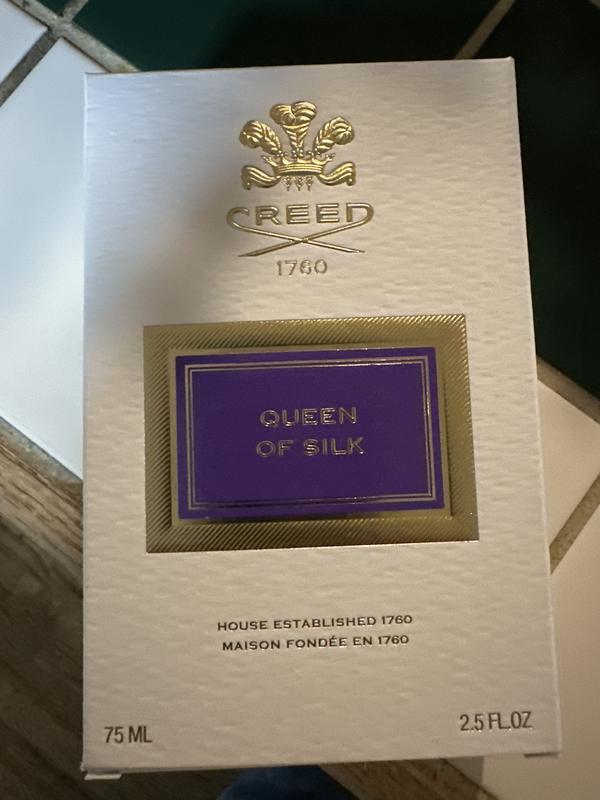 CREED
1760
QUEEN
OF SILK
HOUSE ESTABLISHED 1760
MAISON FONDÉE EN 1760
75 ML
2.5 FL.OZ